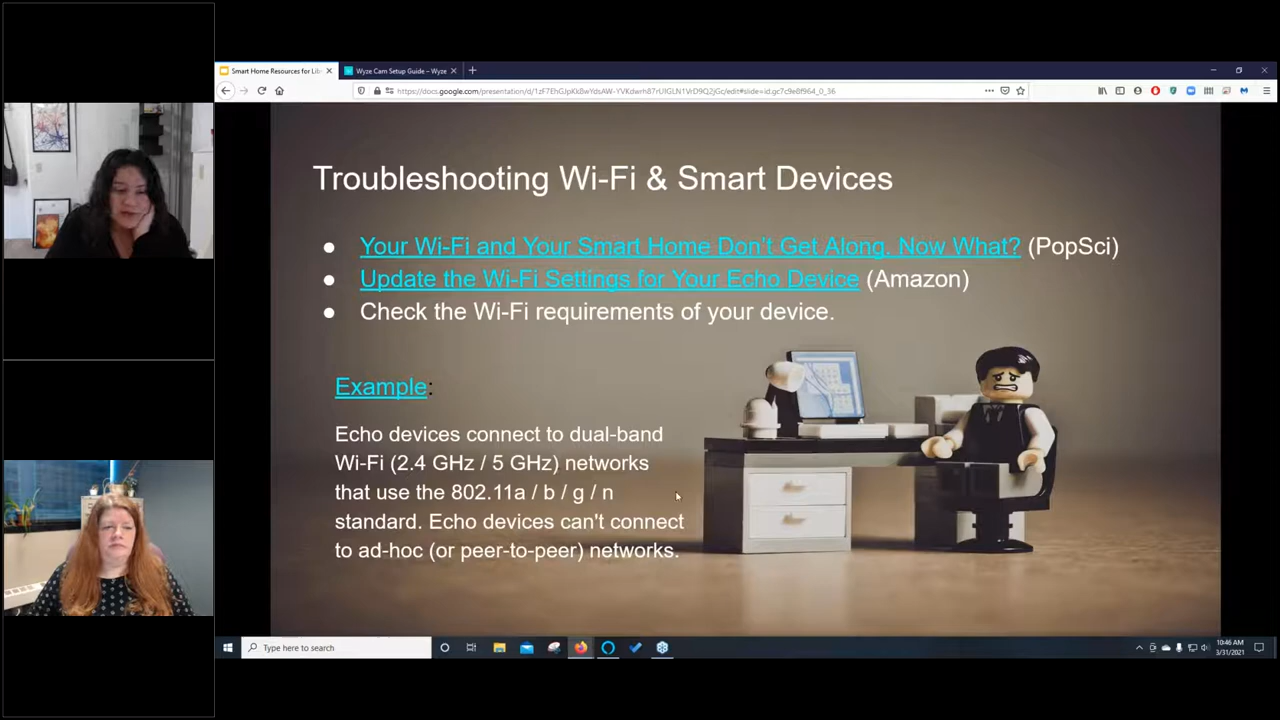 Smart Home Resources for Lib
Wyze Cam Setup Guide – Wyze
Troubleshooting Wi-Fi & Smart Devices
● Your Wi-Fi and Your Smart Home Don't Get Along. Now What? (PopSci)
● Update the Wi-Fi Settings for Your Echo Device (Amazon)
● Check the Wi-Fi requirements of your device.
Example:
Echo devices connect to dual-band
Wi-Fi (2.4 GHz / 5 GHz) networks
that use the 802.11a / b / g / n
standard. Echo devices can't connect
to ad-hoc (or peer-to-peer) networks.
Type here to search
10:46 AM
3/31/2021